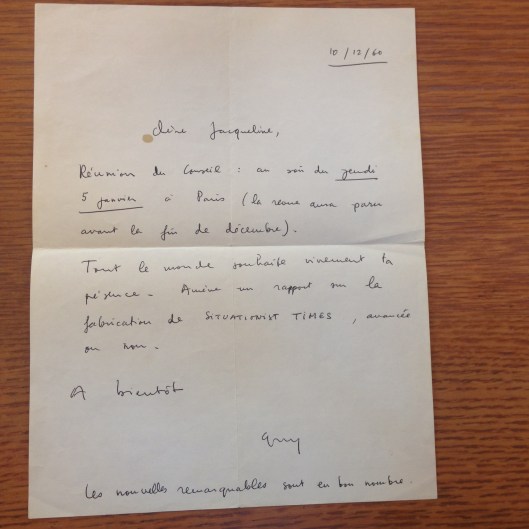 10/12/60
Chère Jacqueline,
Réunion du Conseil : au soir du jeudi
5 janvier à Paris (la revue aura paru
avant la fin de décembre).
Tout le monde souhaite vivement ta
présence. Amène un rapport sur la
fabrication de SITUATIONIST TIMES, avancée
ou non.
A bientôt
Guy
Les nouvelles remarquables sont en bon nombre.